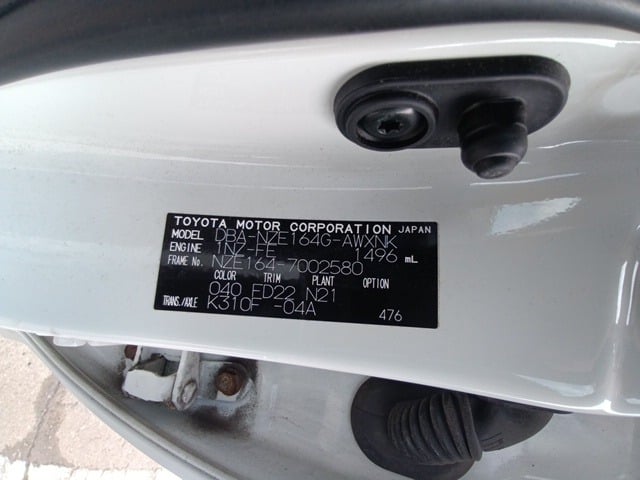 TOYOTA MOTOR CORPORATION JAPAN
MODEL DBA-NZE164G-AWXNK
ENGINE 1NZ-FE 1496 mL
FRAME No. NZE164-7002580
COLOR TRIM PLANT OPTION
040 FD22 N21
TRANS./AXLE K310F -04A
476